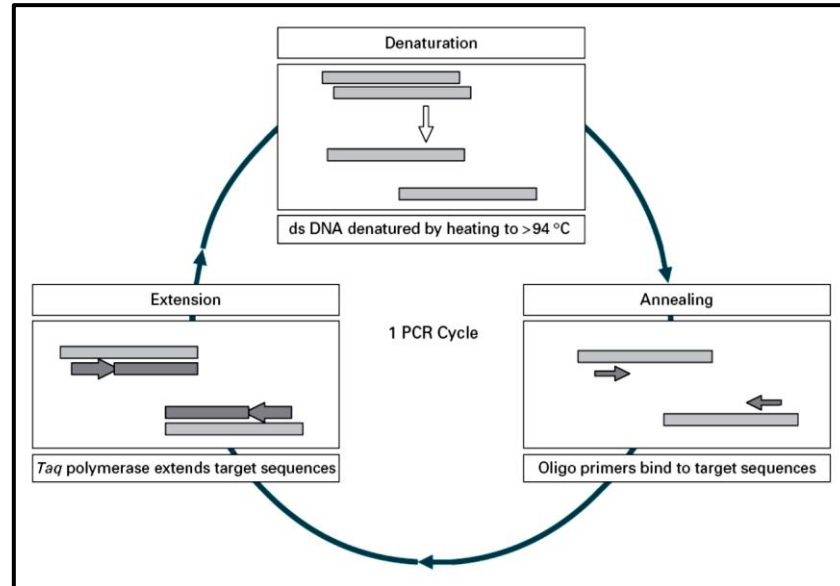 Denaturation
ds DNA denatured by heating to >94 °C
Extension
1 PCR Cycle
Annealing
Taq polymerase extends target sequences
Oligo primers bind to target sequences